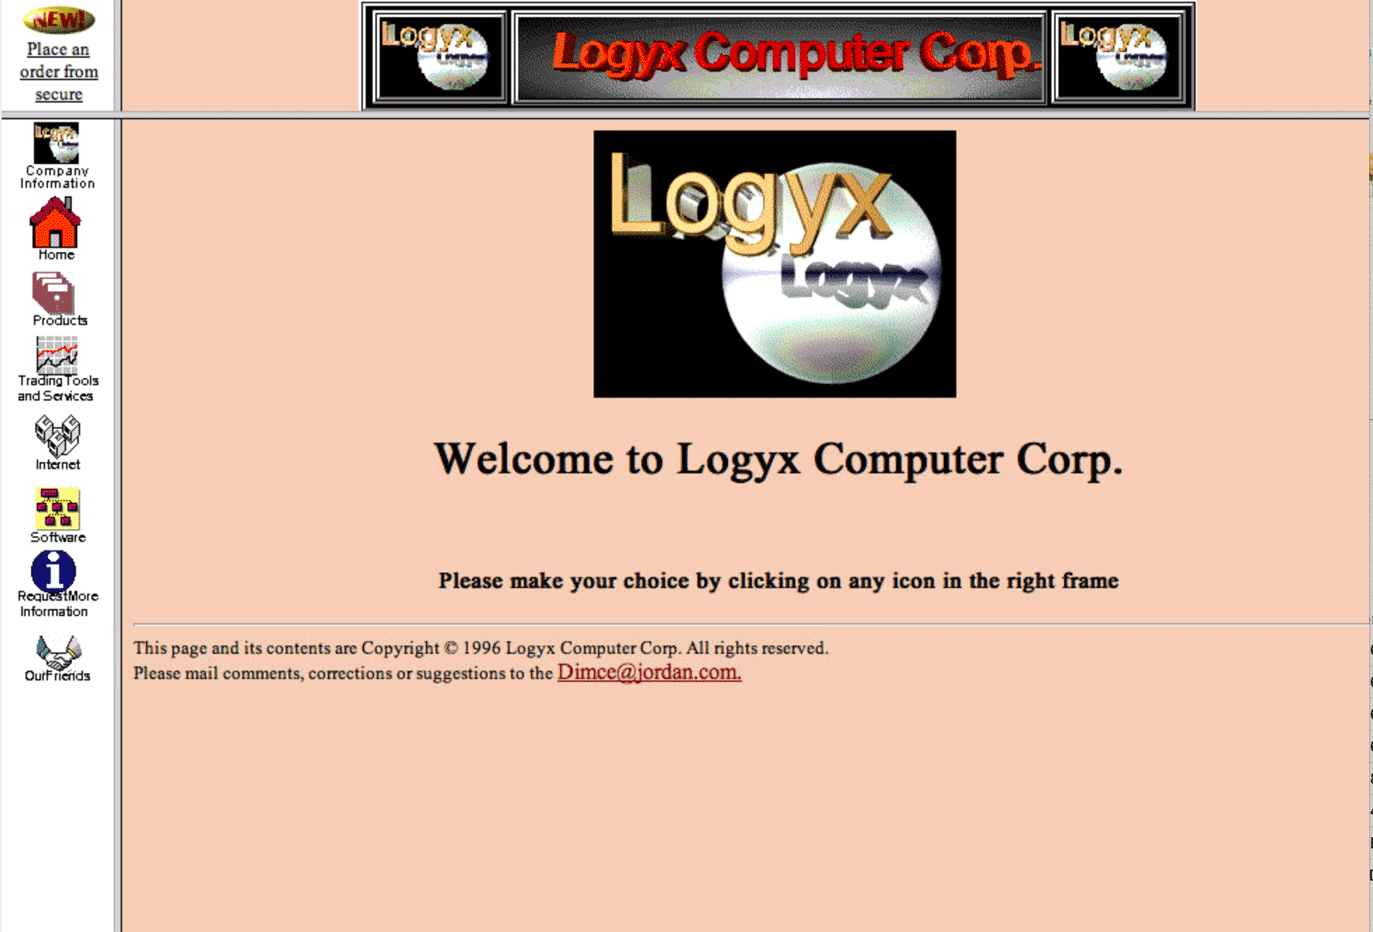 NEW!
Place an
order from
secure
Logyx
Logyx
Logyx Computer Corp.
Logyx
Logyx
Logyx
Company
Information
Home
Products
Trading Tools
and Services
Internet
Software
RequestMore
Information
OurFriends
Logyx
Logyx
Welcome to Logyx Computer Corp.
Please make your choice by clicking on any icon in the right frame
This page and its contents are Copyright © 1996 Logyx Computer Corp. All rights reserved.
Please mail comments, corrections or suggestions to the Dimce@jordan.com.